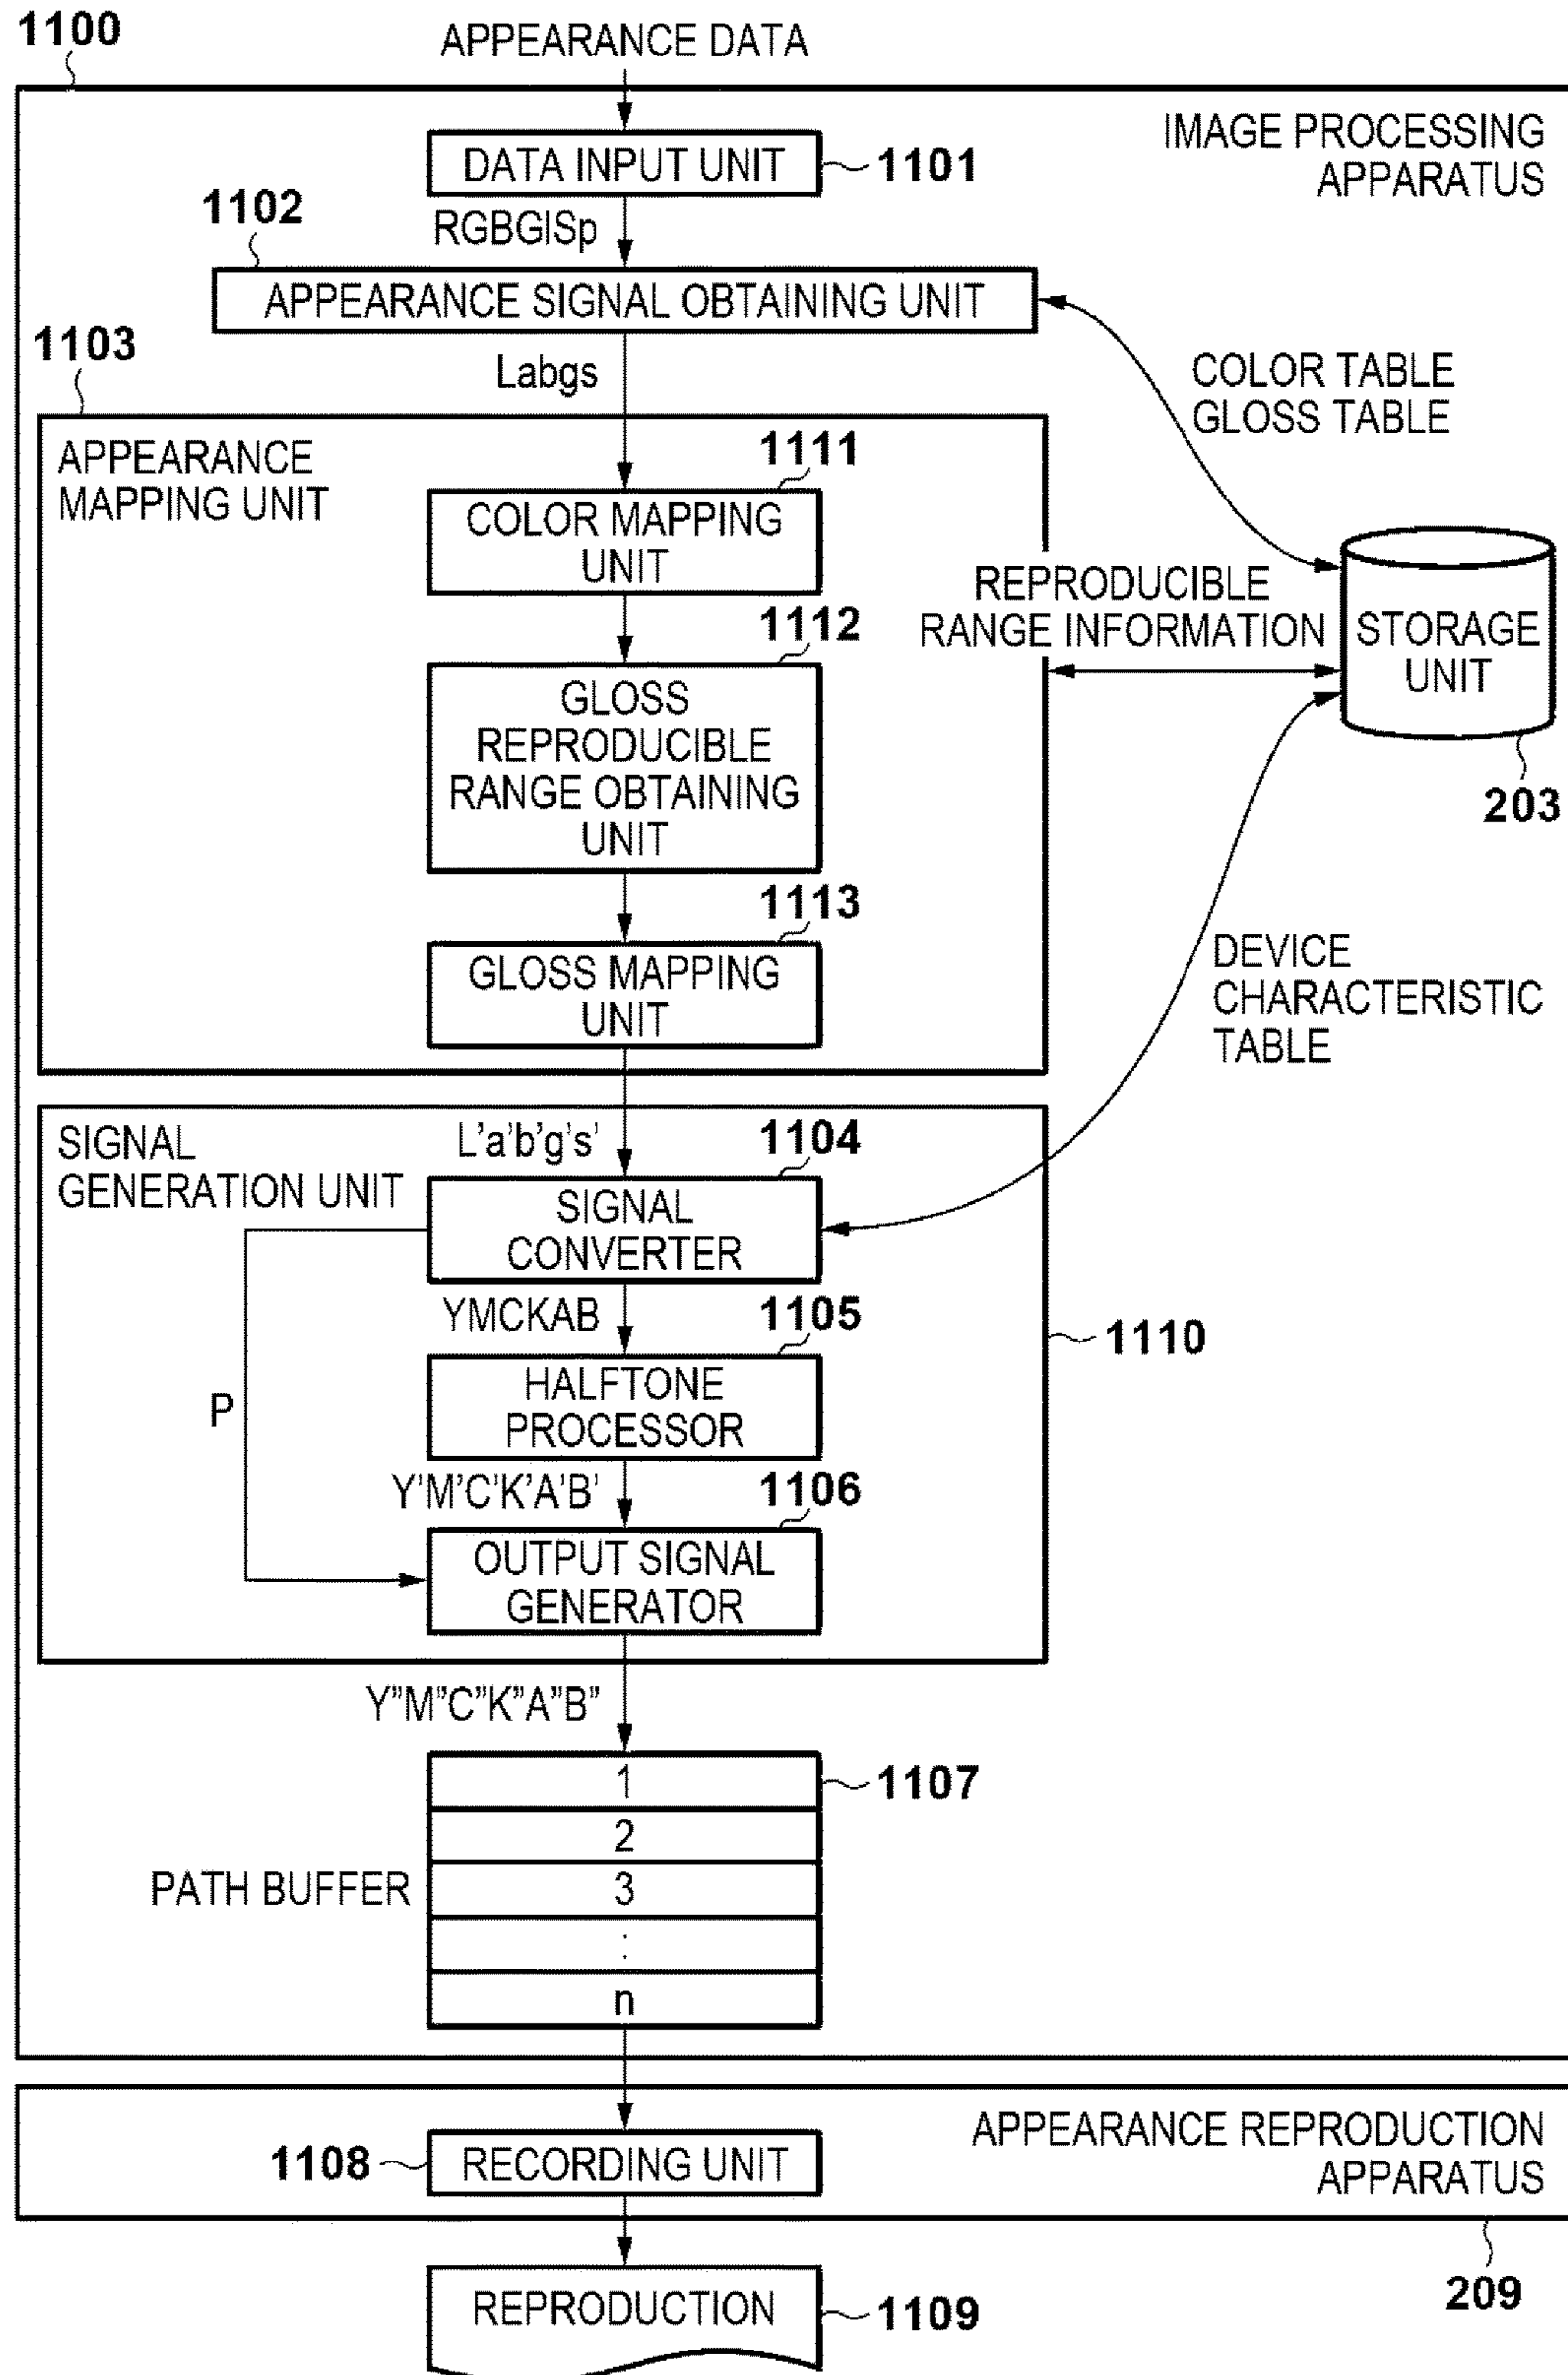 1100
APPEARANCE DATA
IMAGE PROCESSING
APPARATUS
DATA INPUT UNIT
1101
1102
RGBGISp
APPEARANCE SIGNAL OBTAINING UNIT
1103
Labgs
COLOR TABLE
GLOSS TABLE
APPEARANCE
MAPPING UNIT
1111
COLOR MAPPING
UNIT
REPRODUCIBLE
RANGE INFORMATION
STORAGE
UNIT
203
1112
GLOSS
REPRODUCIBLE
RANGE OBTAINING
UNIT
1113
GLOSS MAPPING
UNIT
DEVICE
CHARACTERISTIC
TABLE
SIGNAL
GENERATION UNIT
L'a'b'g's'
1104
SIGNAL
CONVERTER
YMCKAB
1105
1110
HALFTONE
PROCESSOR
P
Y'M'C'K'A'B'
1106
OUTPUT SIGNAL
GENERATOR
Y”M”C”K”A”B”
1
1107
2
PATH BUFFER
3
:
n
APPEARANCE REPRODUCTION
APPARATUS
1108
RECORDING UNIT
209
REPRODUCTION
1109